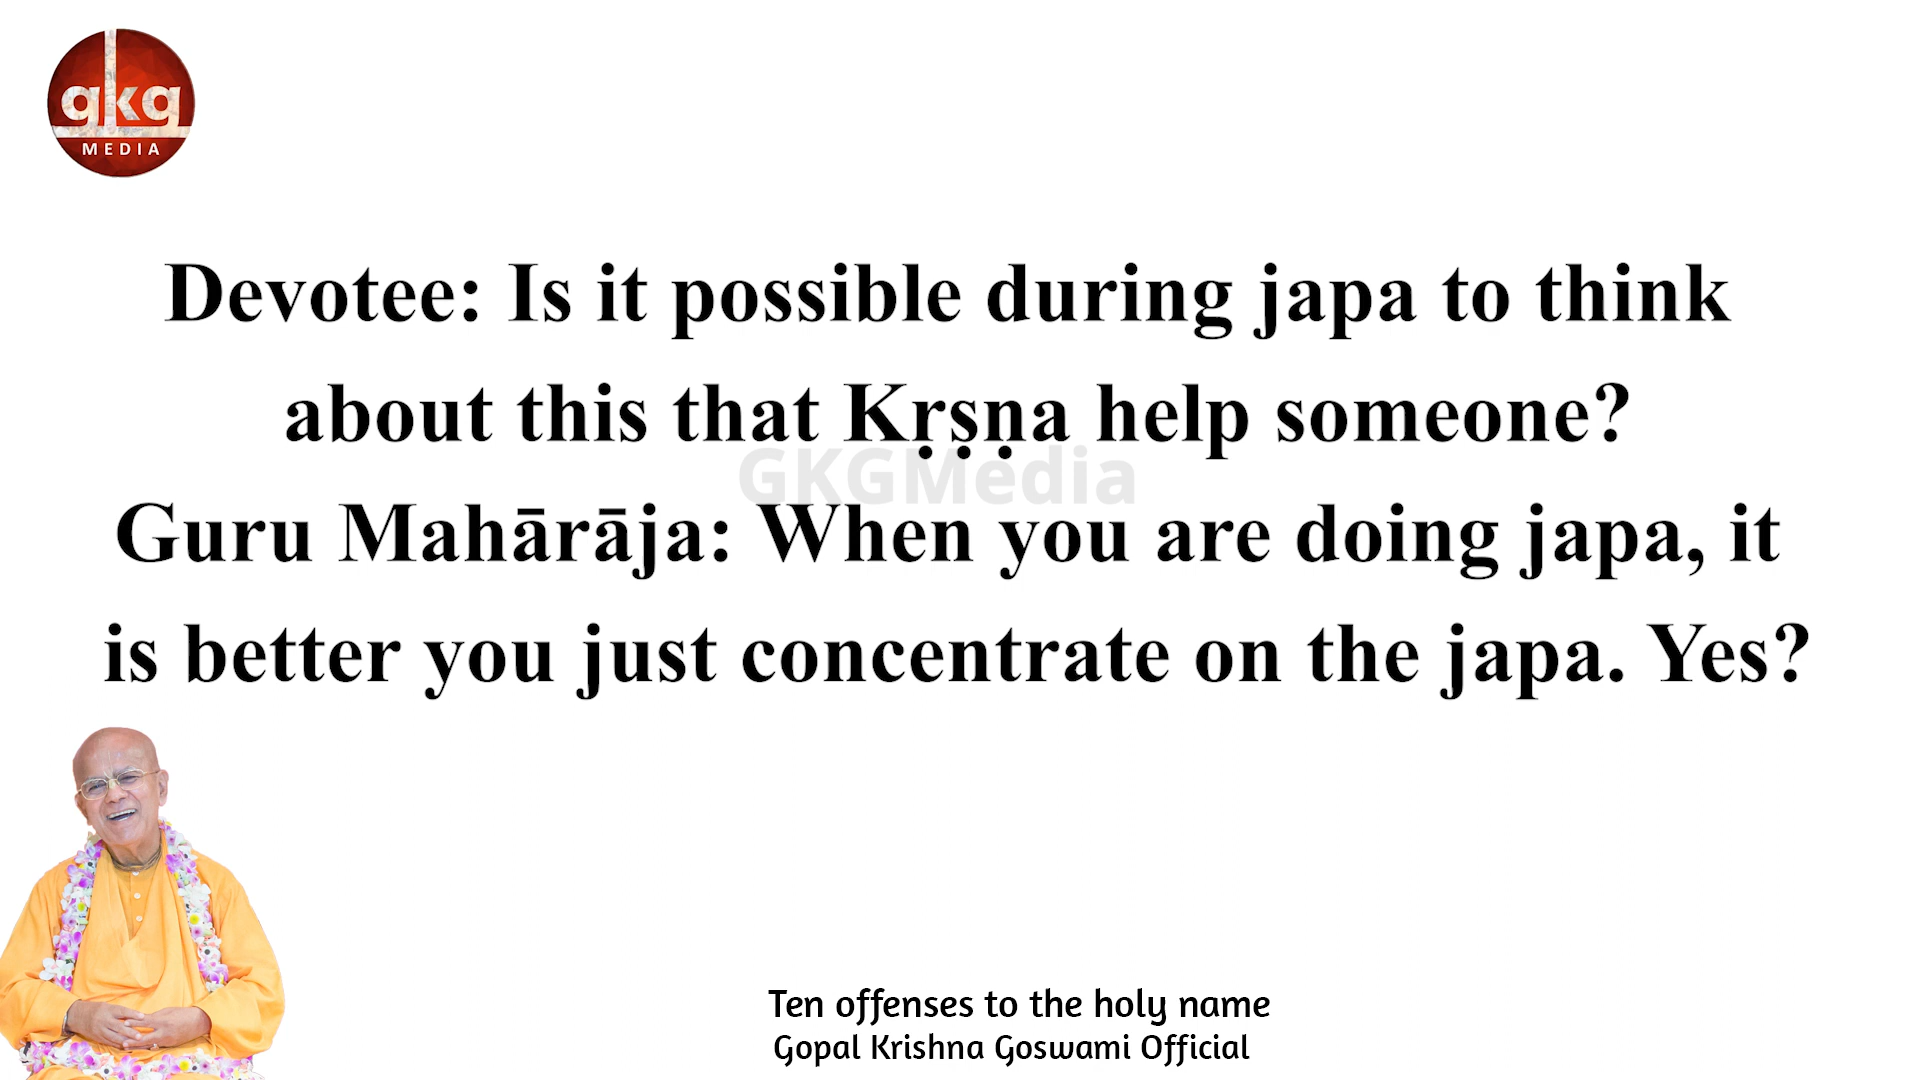 gkg
MEDIA
Devotee: Is it possible during japa to think
about this that Kṛṣṇa help someone?
GKGMedia
Guru Mahārāja: When you are doing japa, it
is better you just concentrate on the japa. Yes?
Ten offenses to the holy name
Gopal Krishna Goswami Official